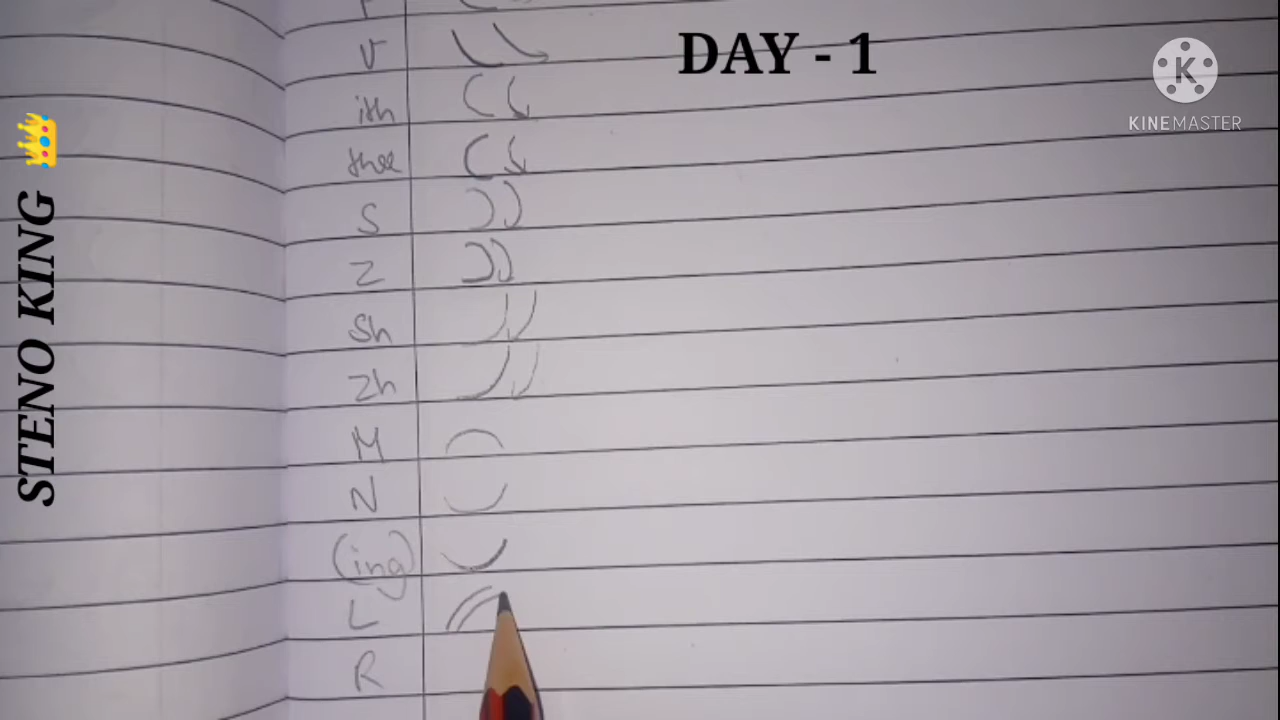 DAY - 1
KINEMASTER
STENO KING
V
ith
thee
S
Z
Sh
Zh
M
N
(ing)
L
R